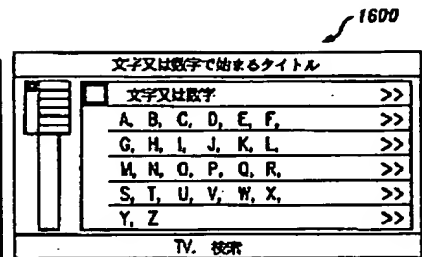 1600
文字又は数字で始まるタイトル
文字又は数字 >>
A, B, C, D, E, F, >>
G, H, I, J, K, L, >>
M, N, O, P, Q, R, >>
S, T, U, V, W, X, >>
Y, Z >>
TV. 検索